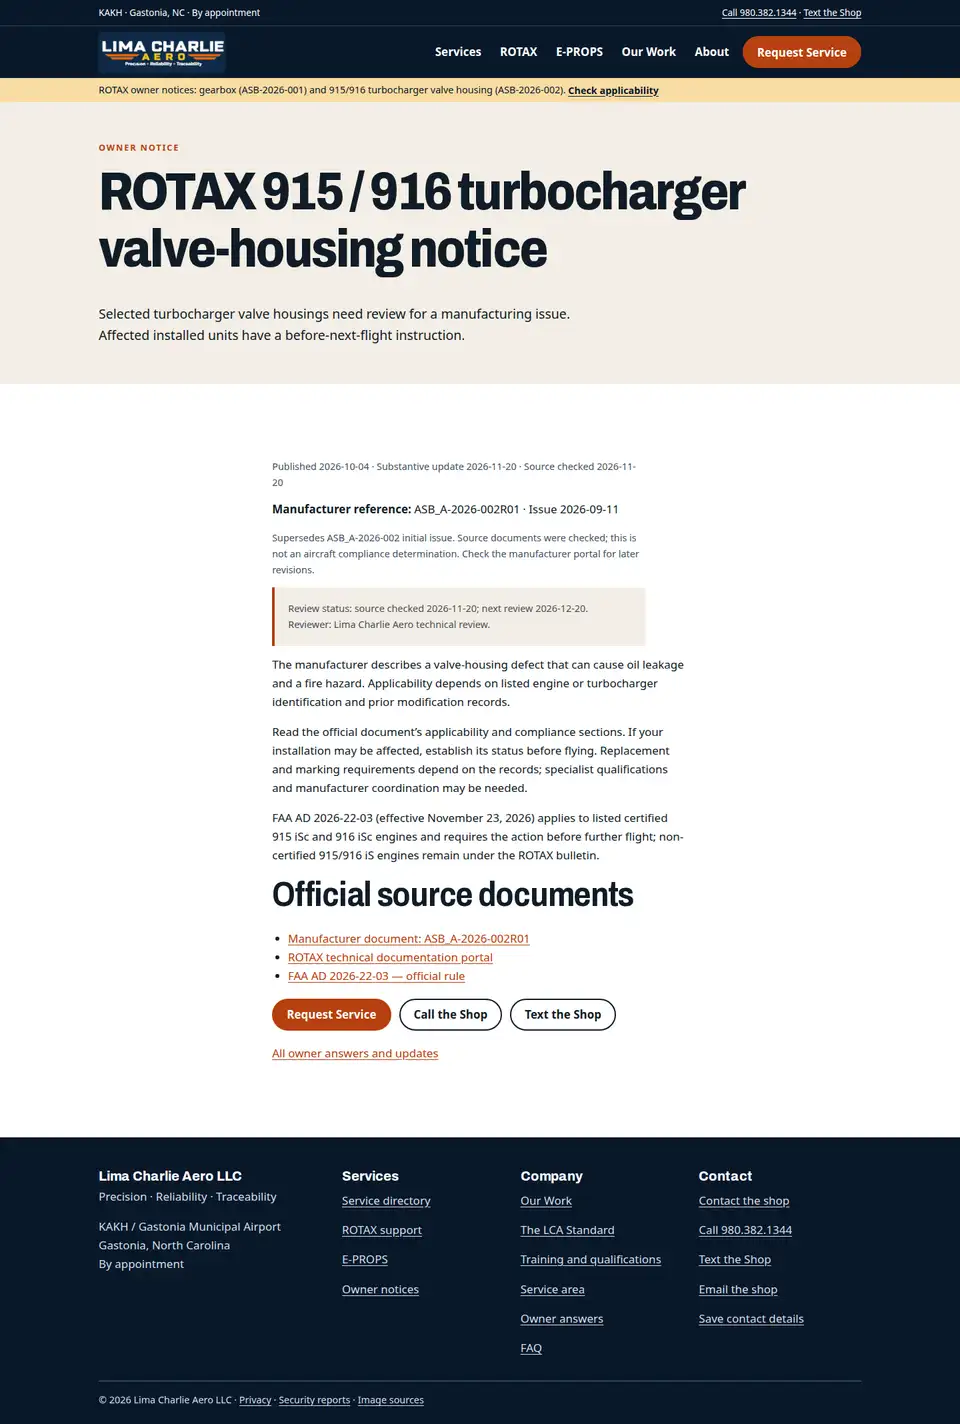 KAKH · Gastonia, NC · By appointment
Call 980.382.1344 · Text the Shop
LIMA CHARLIE
AERO
Precision · Reliability · Traceability
Services ROTAX E-PROPS Our Work About Request Service
ROTAX owner notices: gearbox (ASB-2026-001) and 915/916 turbocharger valve housing (ASB-2026-002). Check applicability
OWNER NOTICE
ROTAX 915 / 916 turbocharger
valve-housing notice
Selected turbocharger valve housings need review for a manufacturing issue.
Affected installed units have a before-next-flight instruction.
Published 2026-10-04 · Substantive update 2026-11-20 · Source checked 2026-11-
20
Manufacturer reference: ASB_A-2026-002R01 · Issue 2026-09-11
Supersedes ASB_A-2026-002 initial issue. Source documents were checked; this is
not an aircraft compliance determination. Check the manufacturer portal for later
revisions.
Review status: source checked 2026-11-20; next review 2026-12-20.
Reviewer: Lima Charlie Aero technical review.
The manufacturer describes a valve-housing defect that can cause oil leakage
and a fire hazard. Applicability depends on listed engine or turbocharger
identification and prior modification records.
Read the official document’s applicability and compliance sections. If your
installation may be affected, establish its status before flying. Replacement
and marking requirements depend on the records; specialist qualifications
and manufacturer coordination may be needed.
FAA AD 2026-22-03 (effective November 23, 2026) applies to listed certified
915 iSc and 916 iSc engines and requires the action before further flight; non-
certified 915/916 iS engines remain under the ROTAX bulletin.
Official source documents
• Manufacturer document: ASB_A-2026-002R01
• ROTAX technical documentation portal
• FAA AD 2026-22-03 — official rule
Request Service Call the Shop Text the Shop
All owner answers and updates
Lima Charlie Aero LLC
Precision · Reliability · Traceability
KAKH / Gastonia Municipal Airport
Gastonia, North Carolina
By appointment
Services
Service directory
ROTAX support
E-PROPS
Owner notices
Company
Our Work
The LCA Standard
Training and qualifications
Service area
Owner answers
FAQ
Contact
Contact the shop
Call 980.382.1344
Text the Shop
Email the shop
Save contact details
© 2026 Lima Charlie Aero LLC · Privacy · Security reports · Image sources